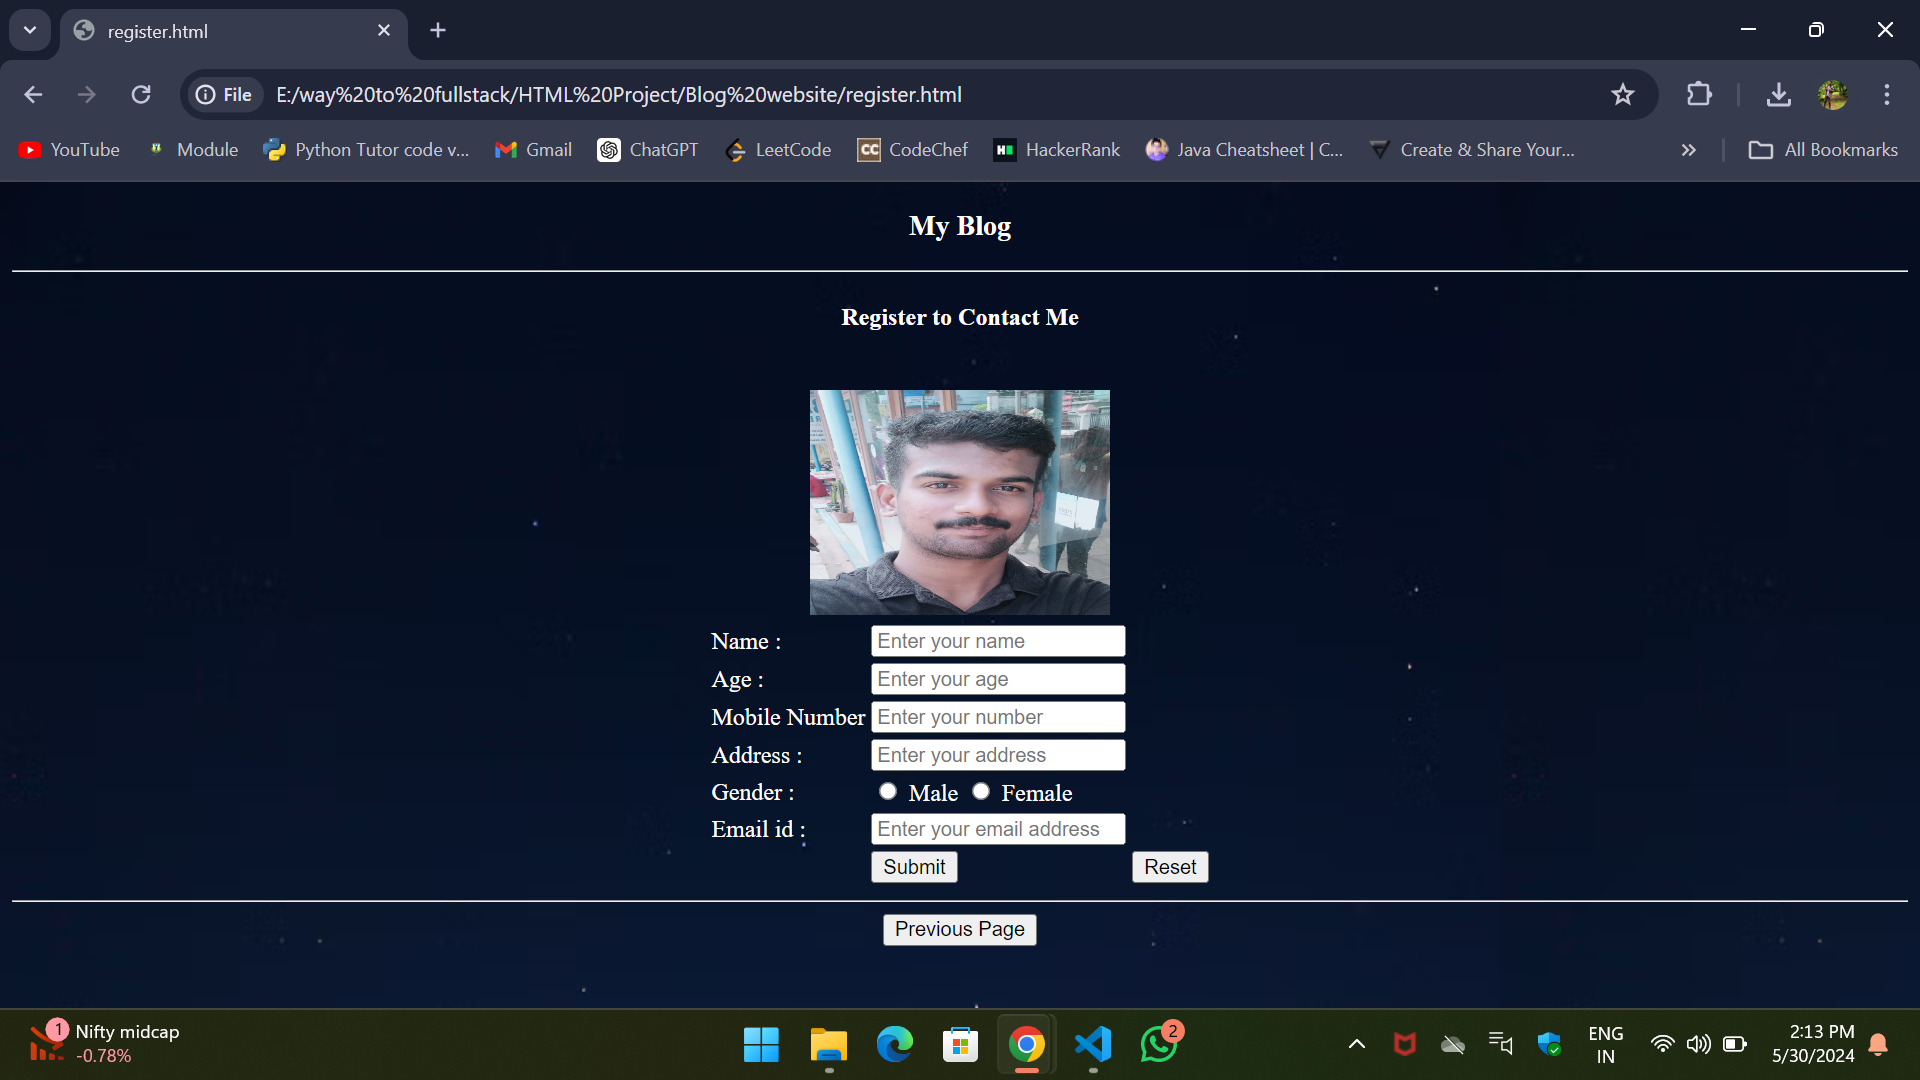 register.html
File E:/way%20to%20fullstack/HTML%20Project/Blog%20website/register.html
YouTube Module Python Tutor code v... Gmail ChatGPT LeetCode CC CodeChef H HackerRank Java Cheatsheet | C... Create & Share Your... All Bookmarks
My Blog
Register to Contact Me
Name : Enter your name
Age : Enter your age
Mobile Number Enter your number
Address : Enter your address
Gender : Male Female
Email id : Enter your email address
Submit Reset
Previous Page
1 Nifty midcap
-0.78%
2
ENG
IN
2:13 PM
5/30/2024